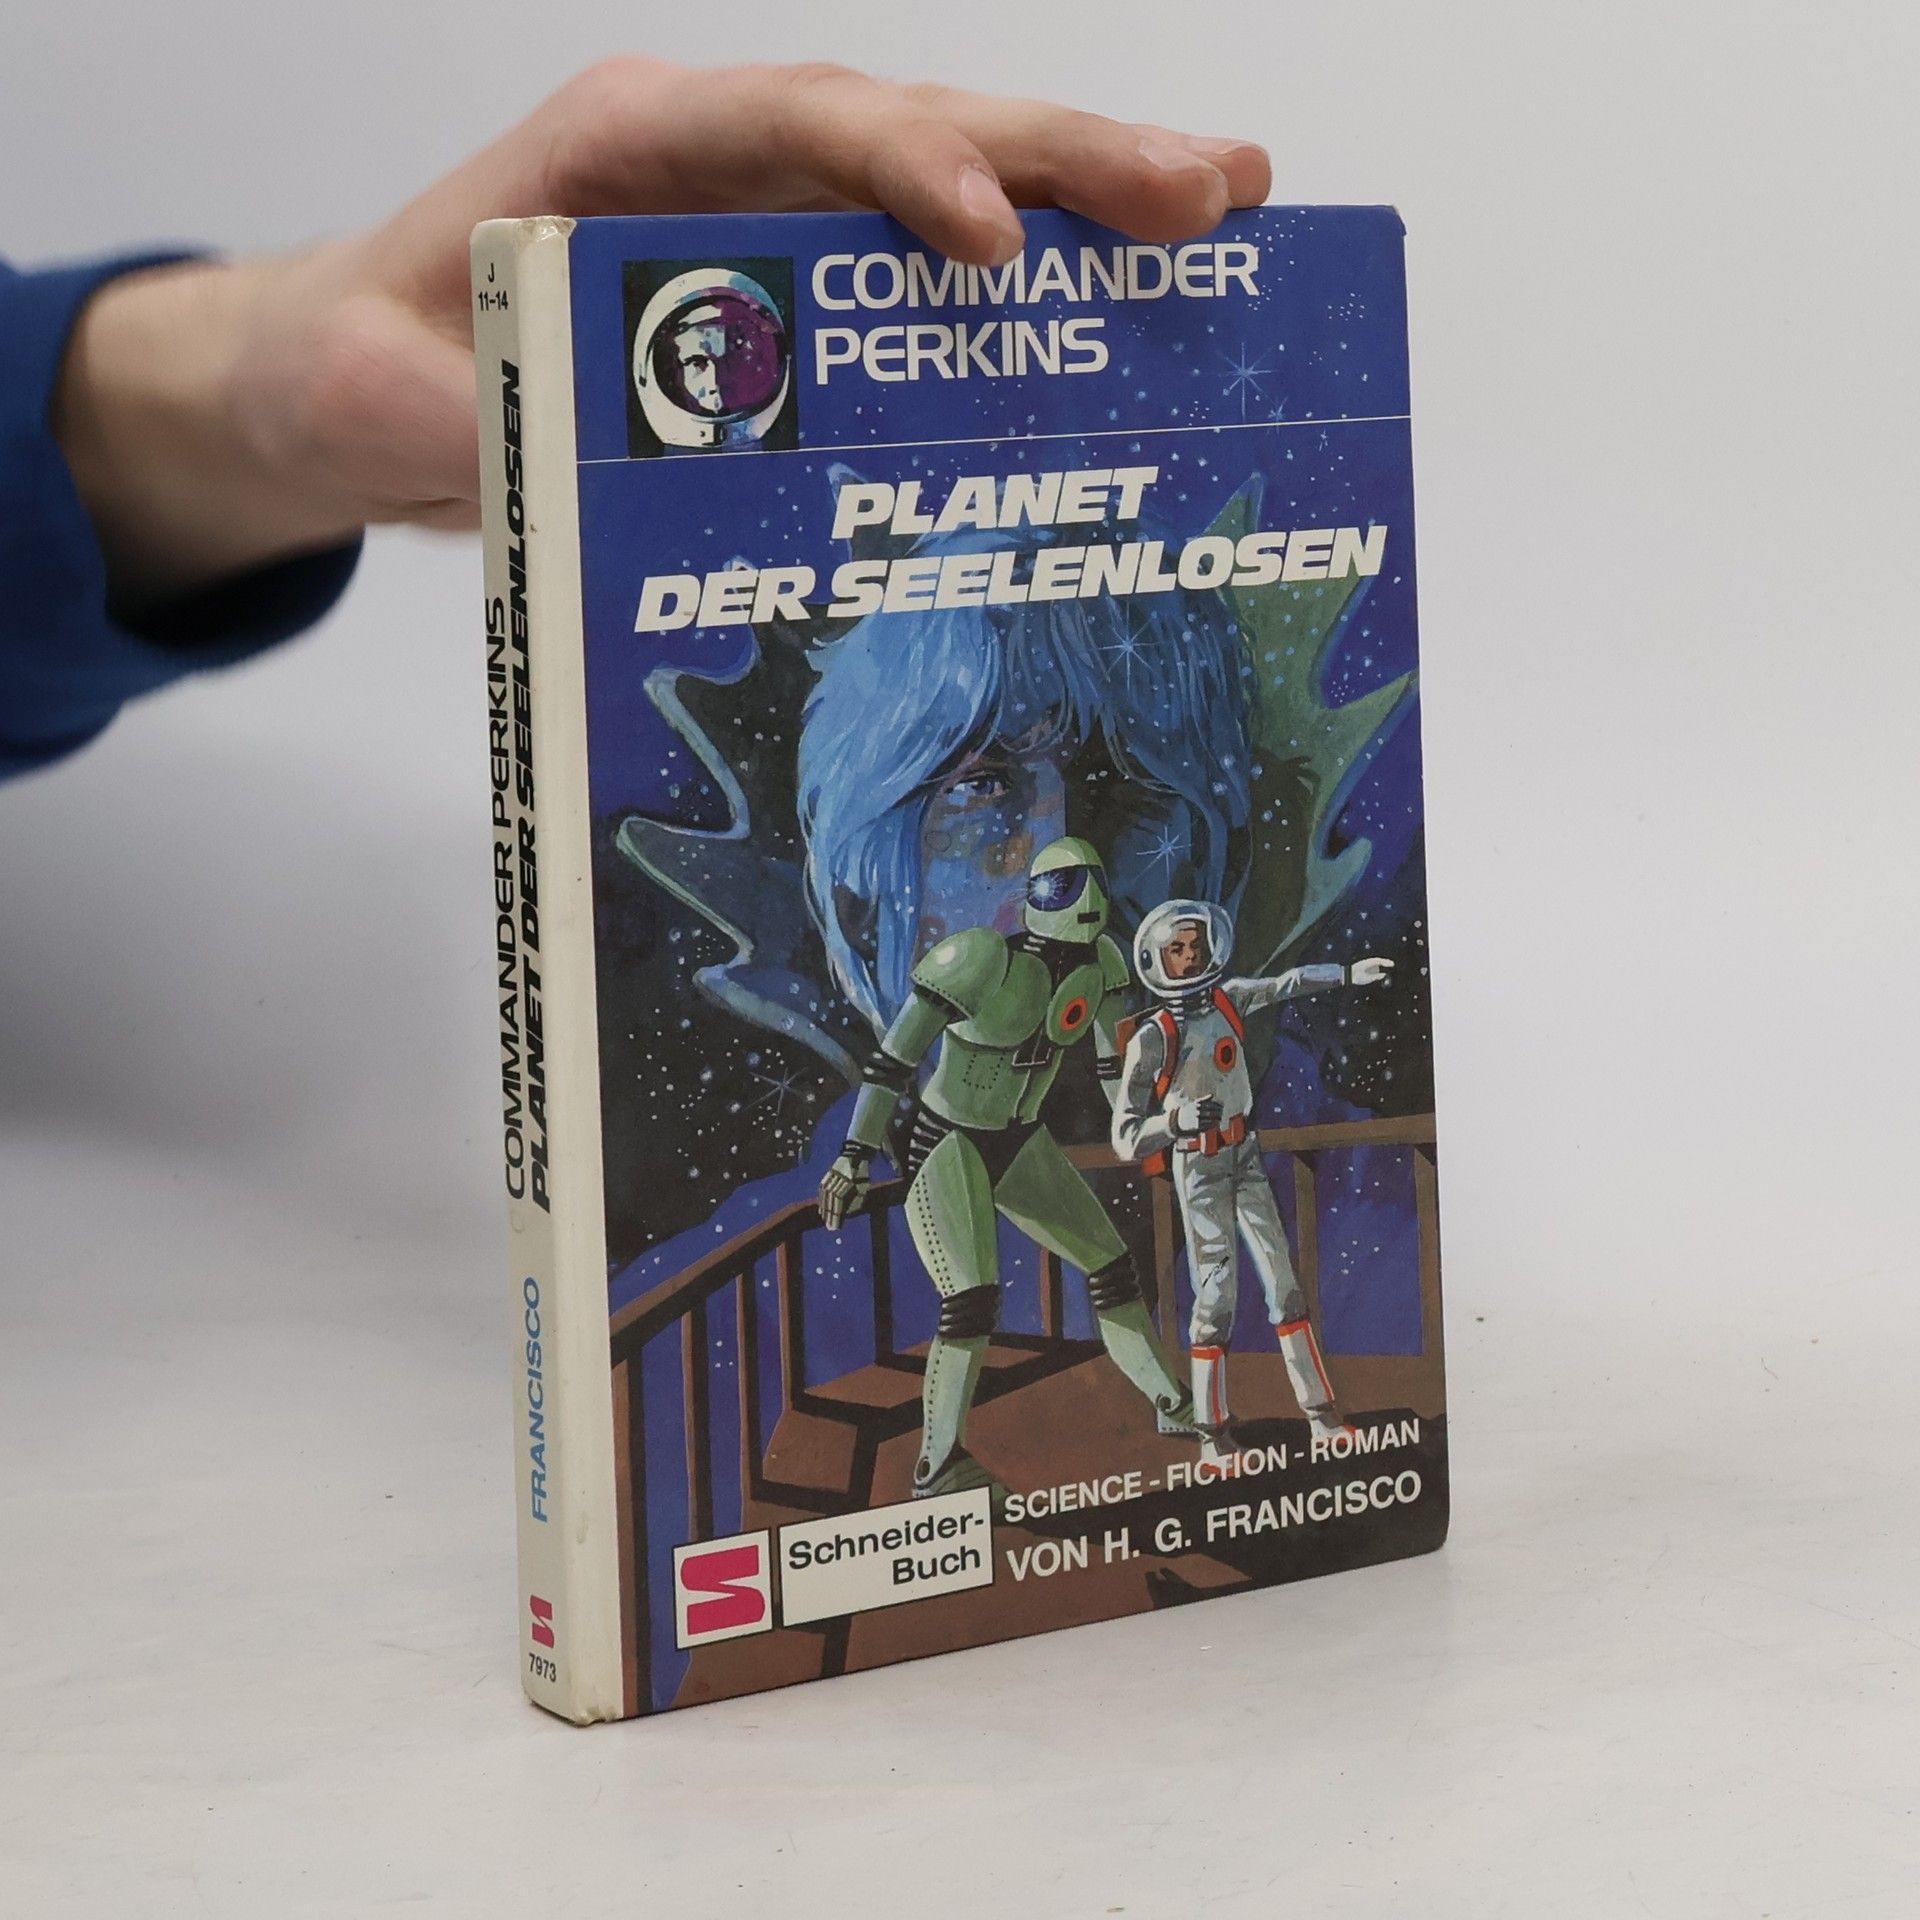 J
11-14
COMMANDER PERKINS
PLANET DER SEELENLOSEN
FRANCISCO
7973
COMMANDER
PERKINS
PLANET
DER SEELENLOSEN
SCIENCE-FICTION-ROMAN
VON H. G. FRANCISCO
Schneider-
Buch